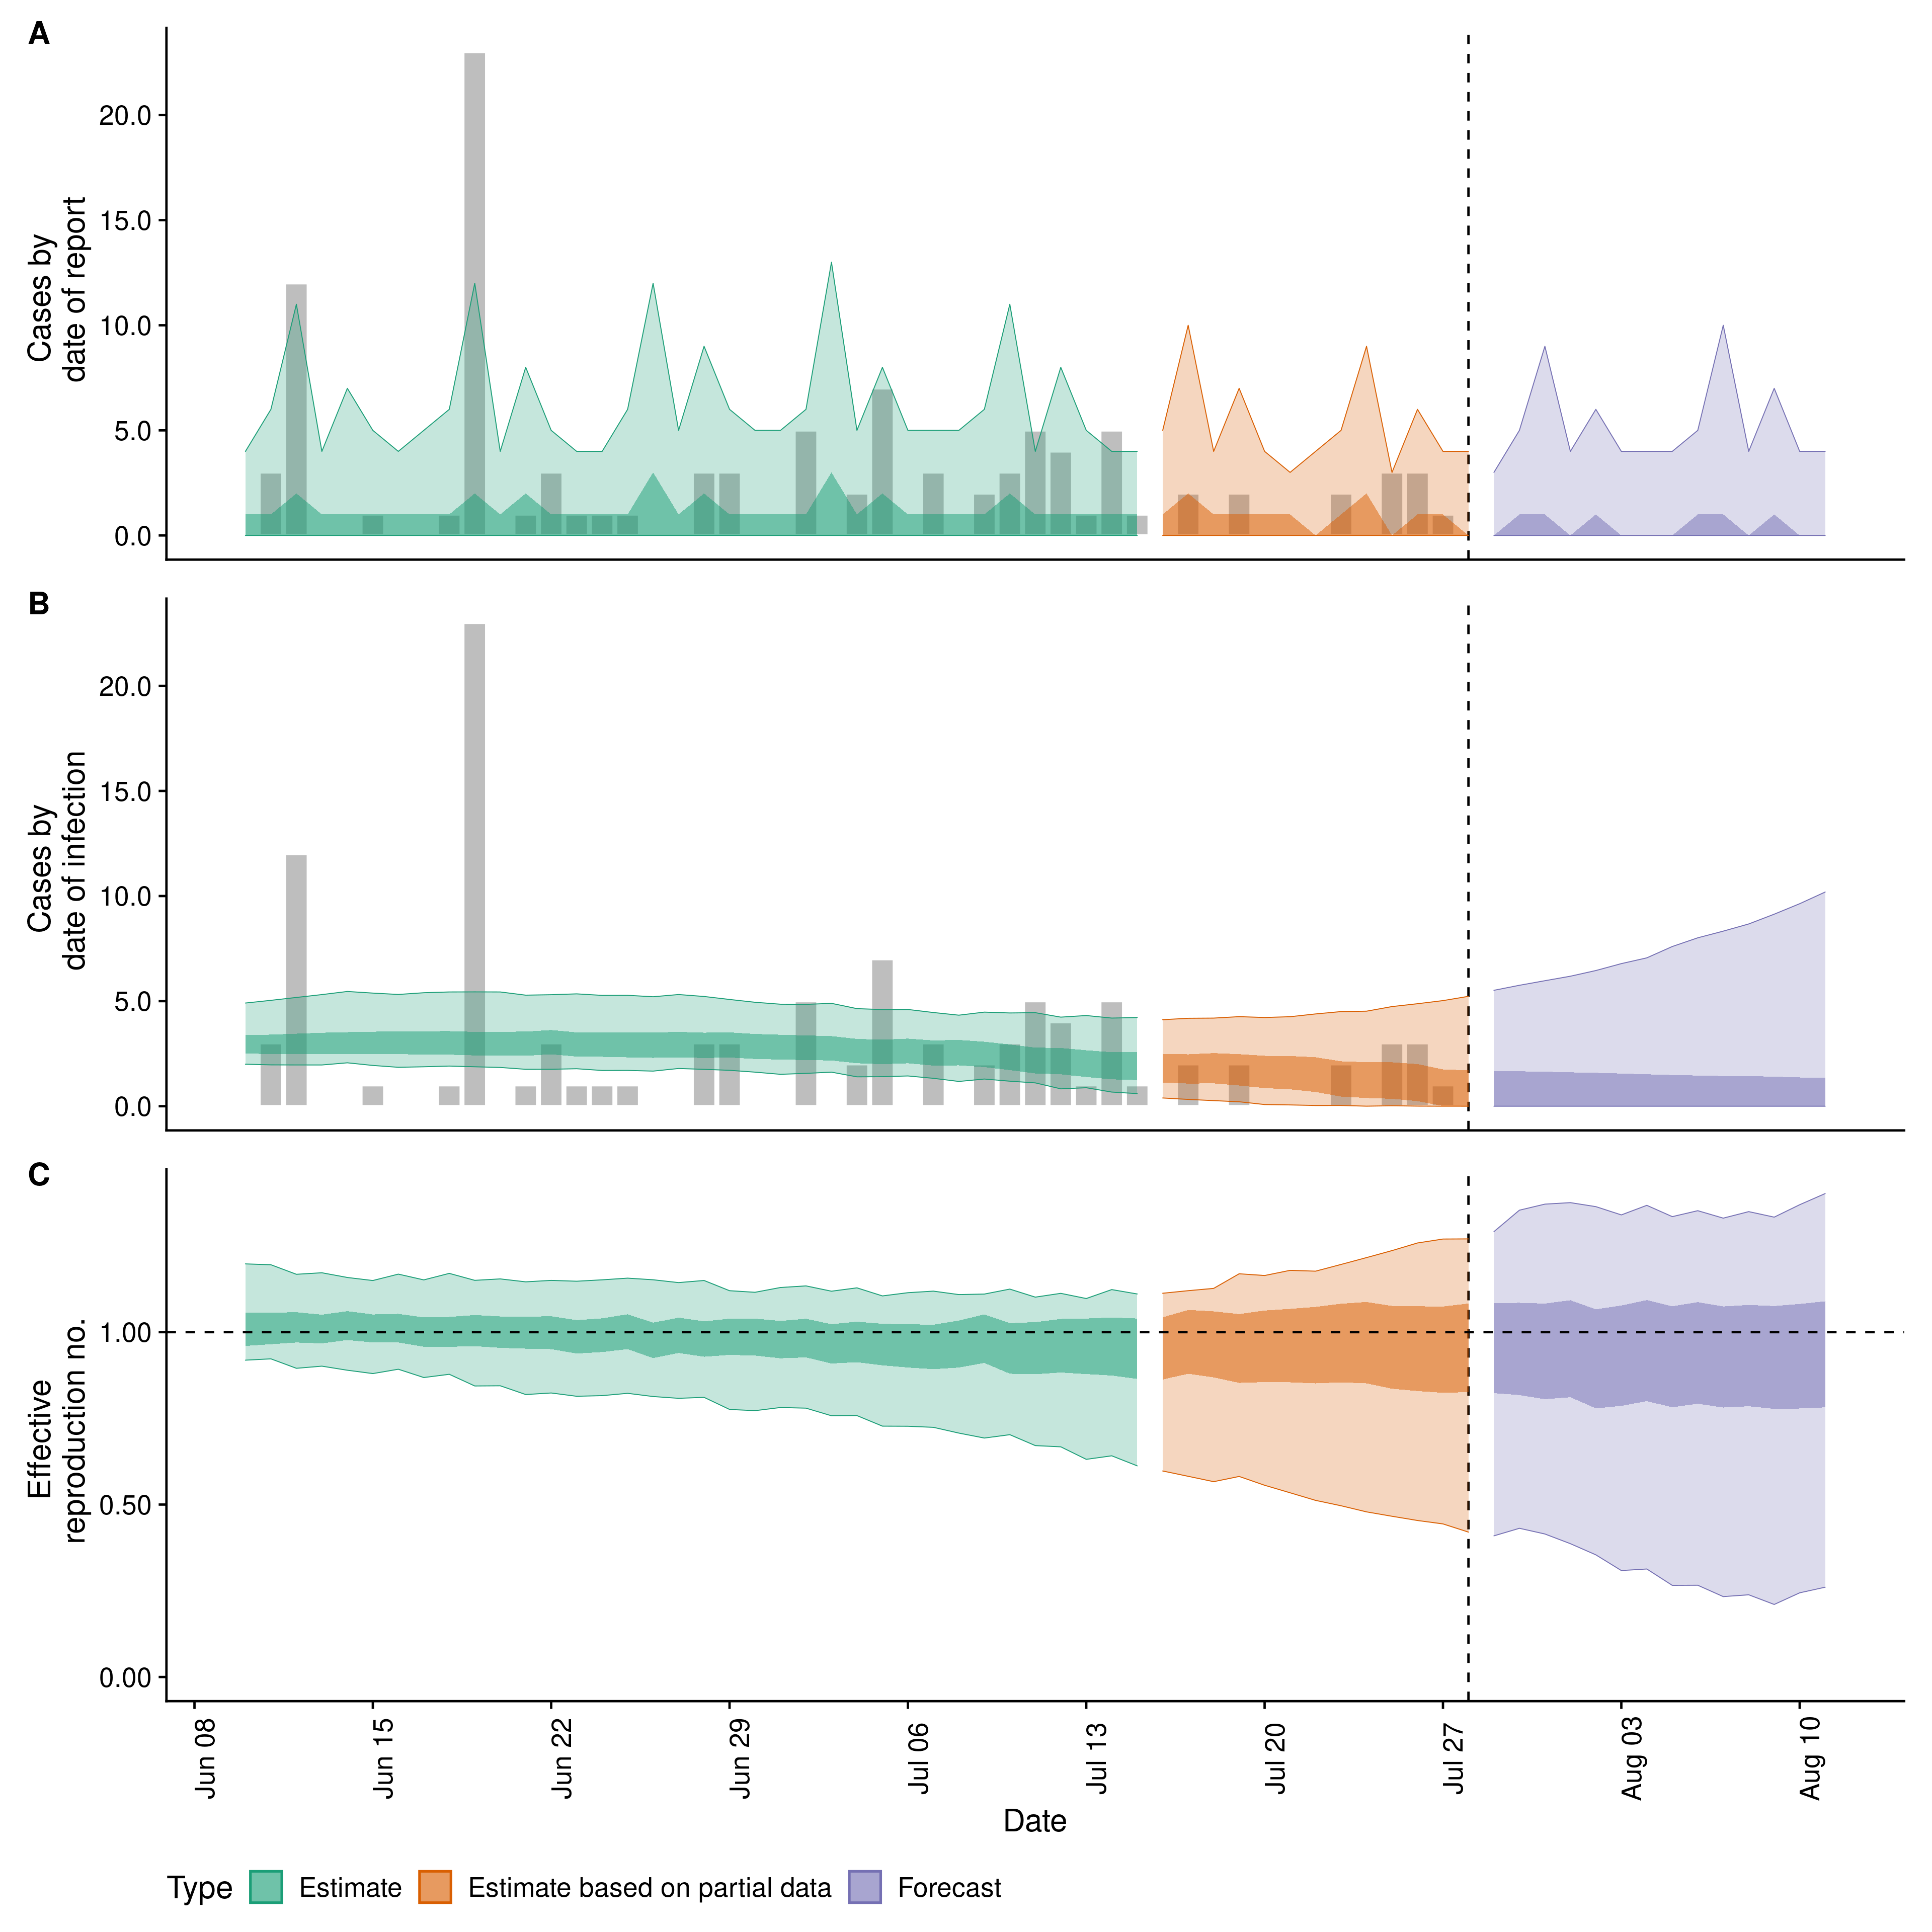 A
Cases by
date of report
20.0
15.0
10.0
5.0
0.0
B
Cases by
date of infection
20.0
15.0
10.0
5.0
0.0
C
Effective
reproduction no.
1.00
0.50
0.00
Jun 08
Jun 15
Jun 22
Jun 29
Jul 06
Jul 13
Jul 20
Jul 27
Aug 03
Aug 10
Date
Type Estimate Estimate based on partial data Forecast